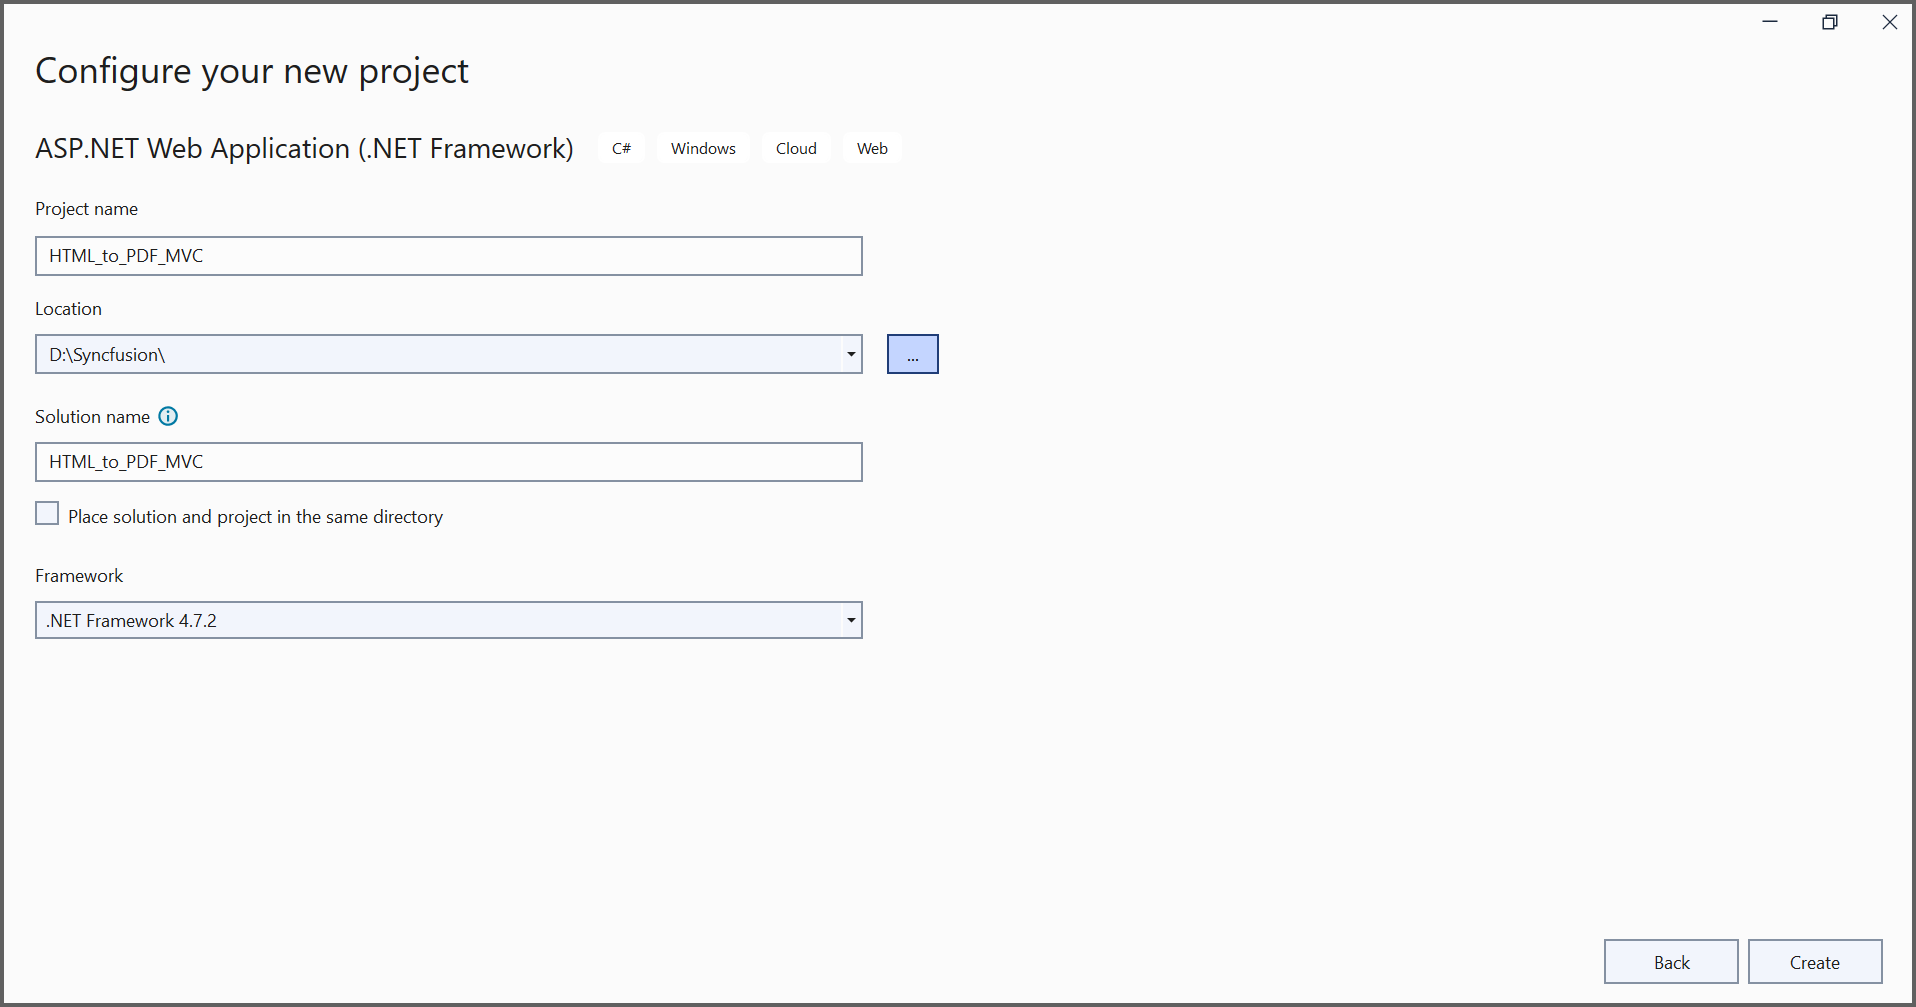 Configure your new project
ASP.NET Web Application (.NET Framework) C# Windows Cloud Web
Project name
HTML_to_PDF_MVC
Location
D:\Syncfusion\
...
Solution name
HTML_to_PDF_MVC
Place solution and project in the same directory
Framework
.NET Framework 4.7.2
Back Create